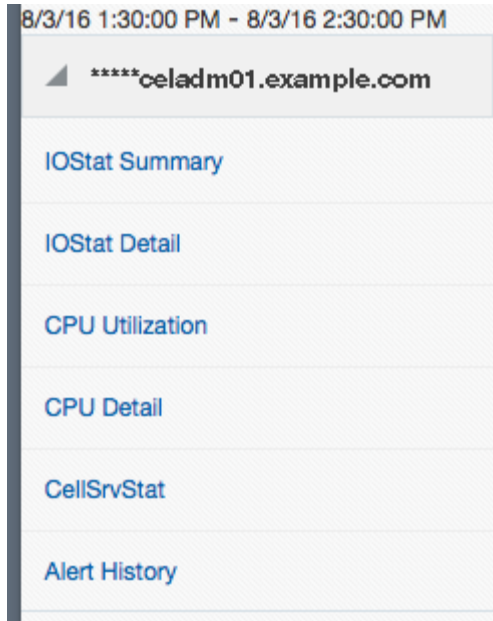 8/3/16 1:30:00 PM - 8/3/16 2:30:00 PM
*****celadm01.example.com
IOStat Summary
IOStat Detail
CPU Utilization
CPU Detail
CellSrvStat
Alert History